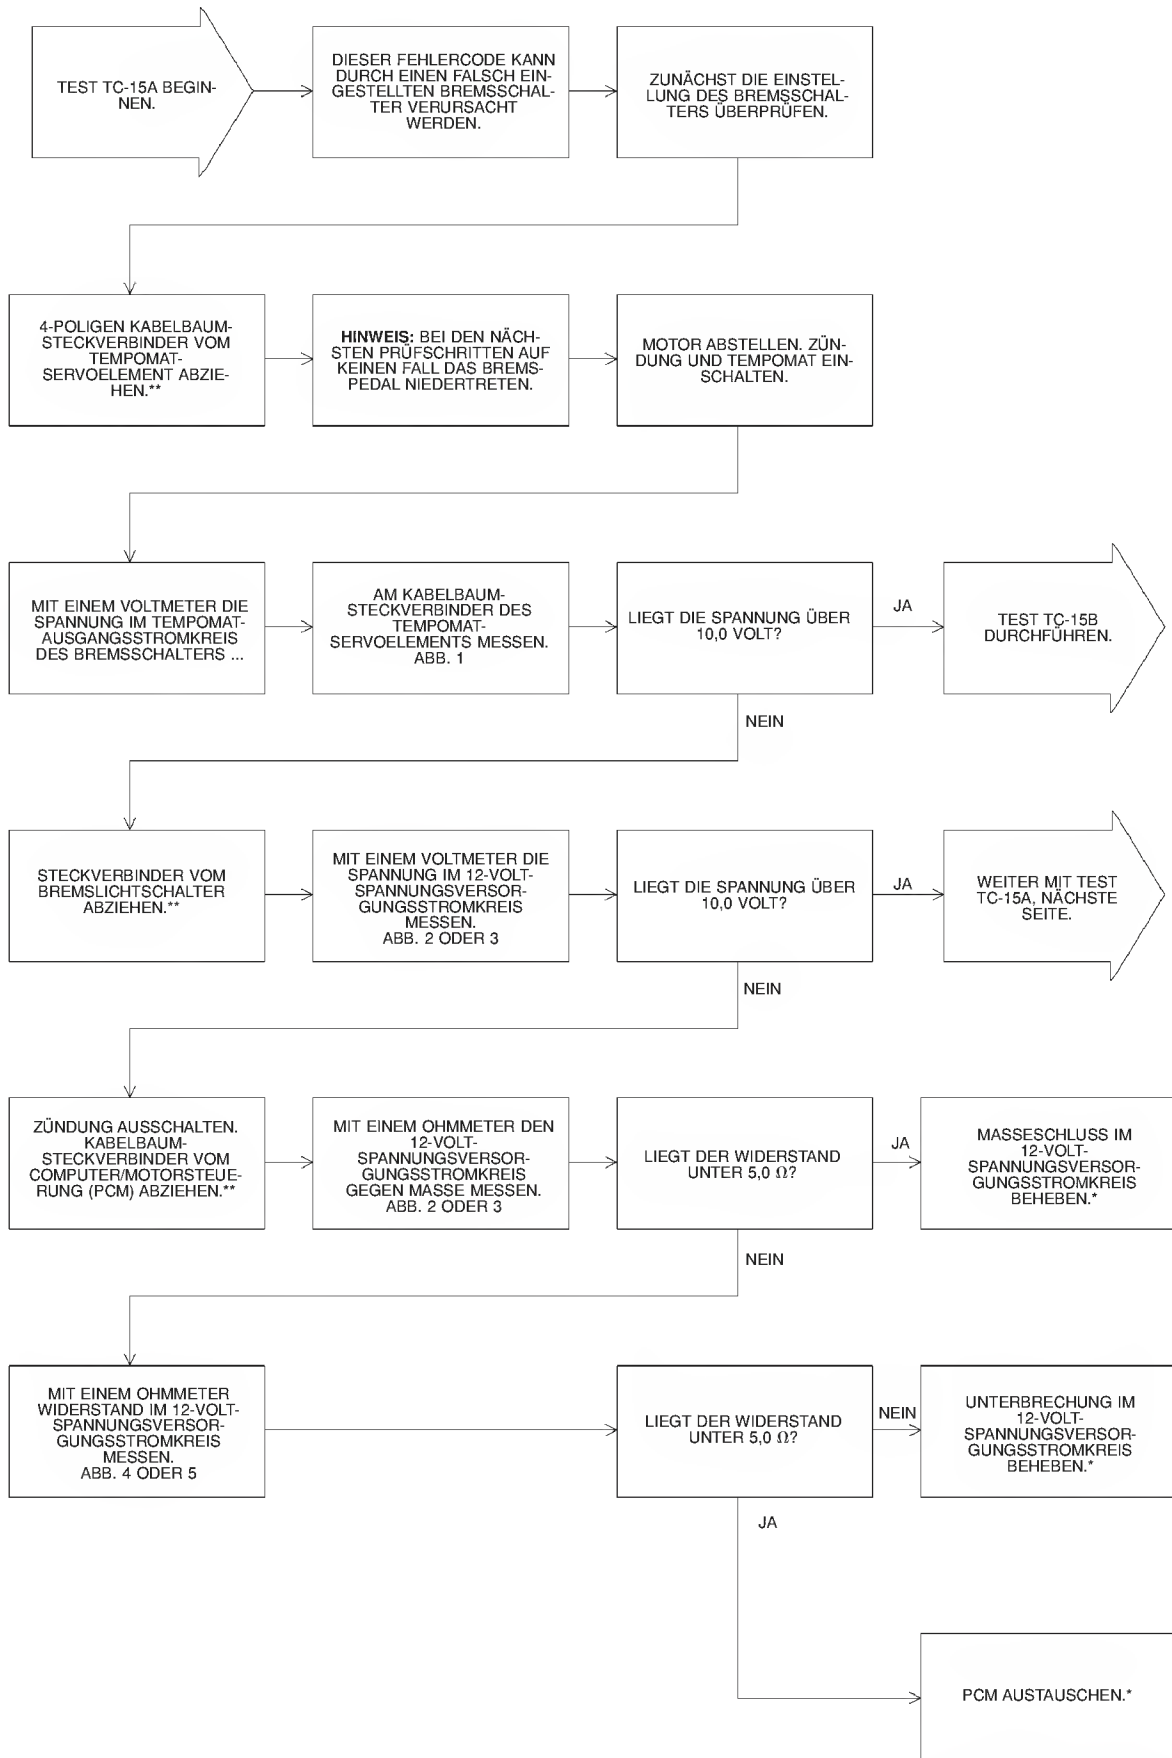 TEST TC-15A BEGIN-
NEN.
DIESER FEHLERCODE KANN
DURCH EINEN FALSCH EIN-
GESTELLTEN BREMSSCHAL-
TER VERURSACHT
WERDEN.
ZUNÄCHST DIE EINSTEL-
LUNG DES BREMSSCHAL-
TERS ÜBERPRÜFEN.
4-POLIGEN KABELBAUM-
STECKVERBINDER VOM
TEMPOMAT-
SERVOELEMENT ABZIE-
HEN.**
HINWEIS: BEI DEN NÄCH-
STEN PRÜFSCHRITTEN AUF
KEINEN FALL DAS BREMS-
PEDAL NIEDERTRETEN.
MOTOR ABSTELLEN. ZÜN-
DUNG UND TEMPOMAT EIN-
SCHALTEN.
MIT EINEM VOLTMETER DIE
SPANNUNG IM TEMPOMAT-
AUSGANGSSTROMKREIS
DES BREMSSCHALTERS ...
AM KABELBAUM-
STECKVERBINDER DES
TEMPOMAT-
SERVOELEMENTS MESSEN.
ABB. 1
LIEGT DIE SPANNUNG ÜBER
10,0 VOLT?
JA
TEST TC-15B
DURCHFÜHREN.
NEIN
STECKVERBINDER VOM
BREMSLICHTSCHALTER
ABZIEHEN.**
MIT EINEM VOLTMETER DIE
SPANNUNG IM 12-VOLT-
SPANNUNGSVERSOR-
GUNGSSTROMKREIS
MESSEN.
ABB. 2 ODER 3
LIEGT DIE SPANNUNG ÜBER
10,0 VOLT?
JA
WEITER MIT TEST
TC-15A, NÄCHSTE
SEITE.
NEIN
ZÜNDUNG AUSSCHALTEN.
KABELBAUM-
STECKVERBINDER VOM
COMPUTER/MOTORSTEUE-
RUNG (PCM) ABZIEHEN.**
MIT EINEM OHMMETER DEN
12-VOLT-
SPANNUNGSVERSOR-
GUNGSSTROMKREIS
GEGEN MASSE MESSEN.
ABB. 2 ODER 3
LIEGT DER WIDERSTAND
UNTER 5,0 Ω?
JA
MASSESCHLUSS IM
12-VOLT-
SPANNUNGSVERSOR-
GUNGSSTROMKREIS
BEHEBEN.*
NEIN
MIT EINEM OHMMETER
WIDERSTAND IM 12-VOLT-
SPANNUNGSVERSOR-
GUNGSSTROMKREIS
MESSEN.
ABB. 4 ODER 5
LIEGT DER WIDERSTAND
UNTER 5,0 Ω?
NEIN
UNTERBRECHUNG IM
12-VOLT-
SPANNUNGSVERSOR-
GUNGSSTROMKREIS
BEHEBEN.*
JA
PCM AUSTAUSCHEN.*